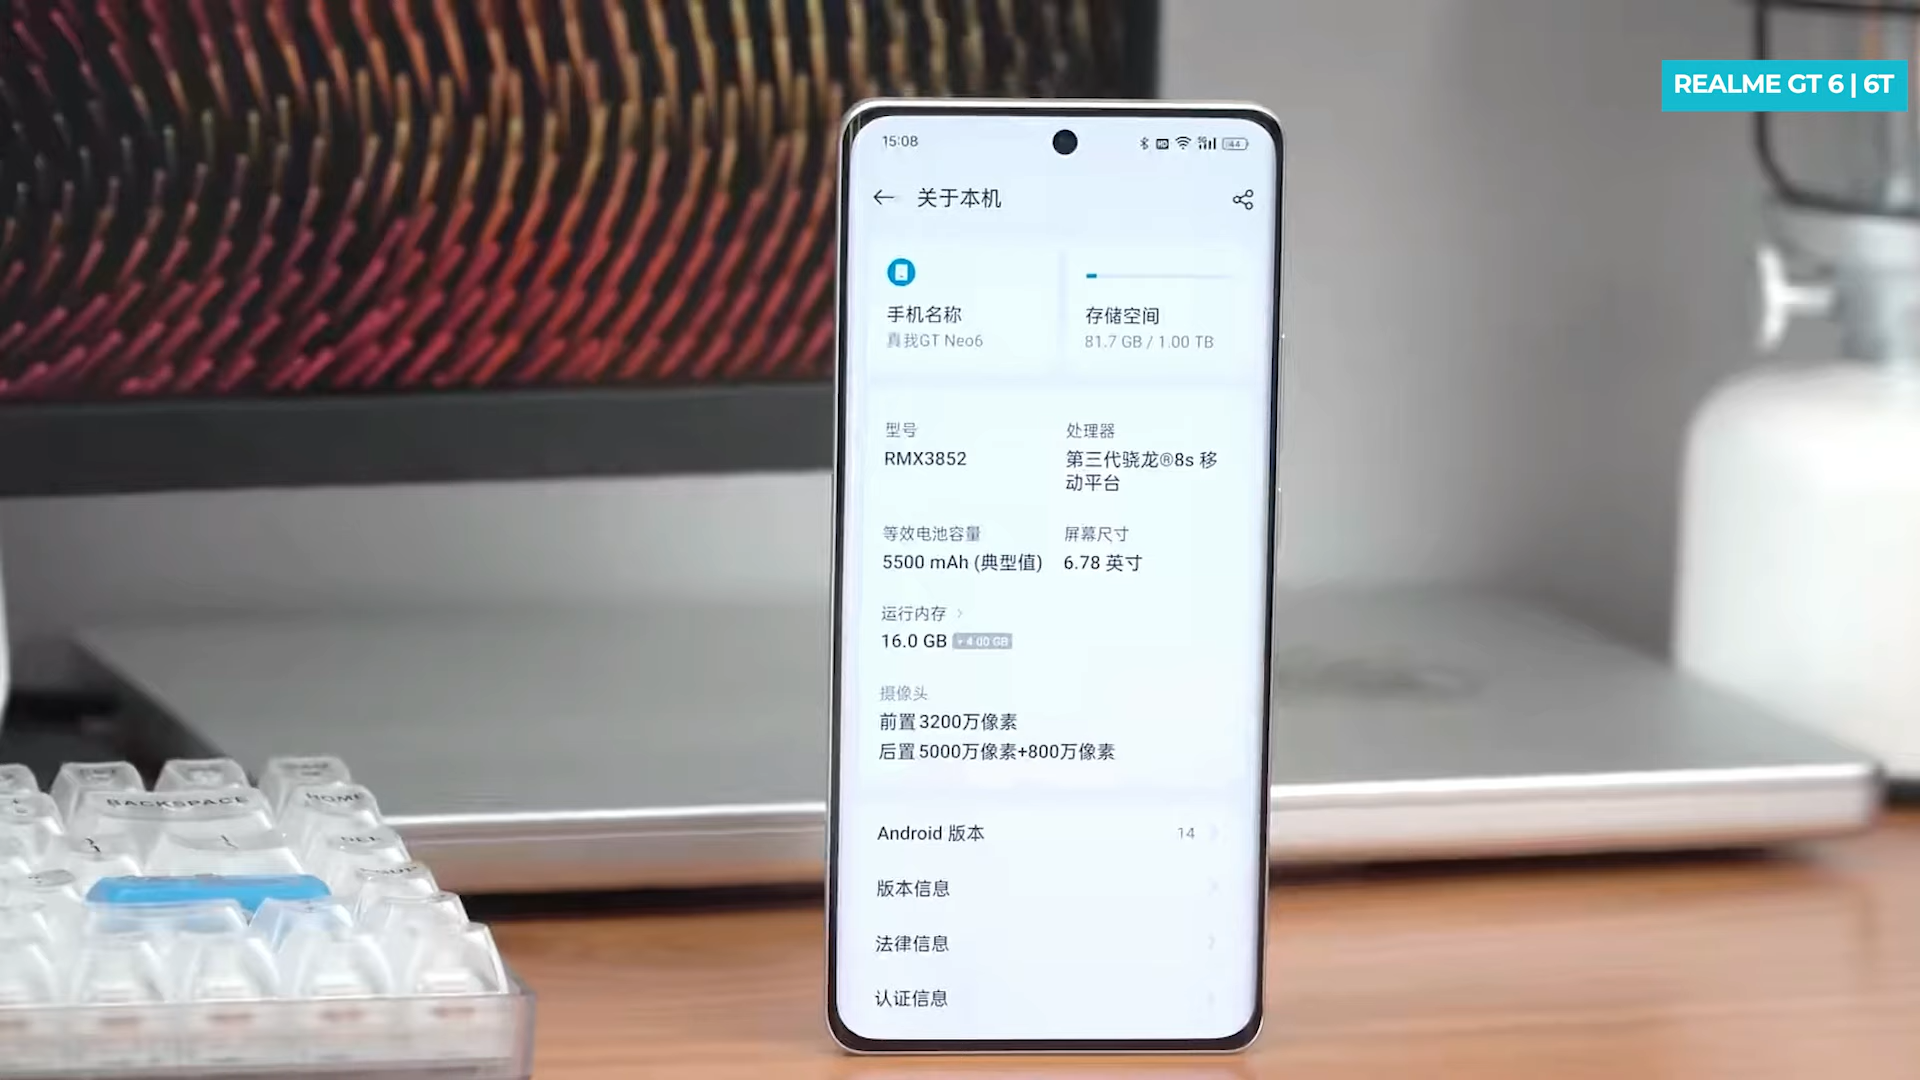 REALME GT 6 | 6T
15:08
44
关于本机
手机名称
真我GT Neo6
存储空间
81.7 GB / 1.00 TB
型号
RMX3852
处理器
第三代骁龙®8s 移
动平台
等效电池容量
5500 mAh (典型值)
屏幕尺寸
6.78 英寸
运行内存
16.0 GB + 4.00 GB
摄像头
前置3200万像素
后置5000万像素+800万像素
Android 版本 14
版本信息
法律信息
认证信息
BACKSPACE
HOME
DEL